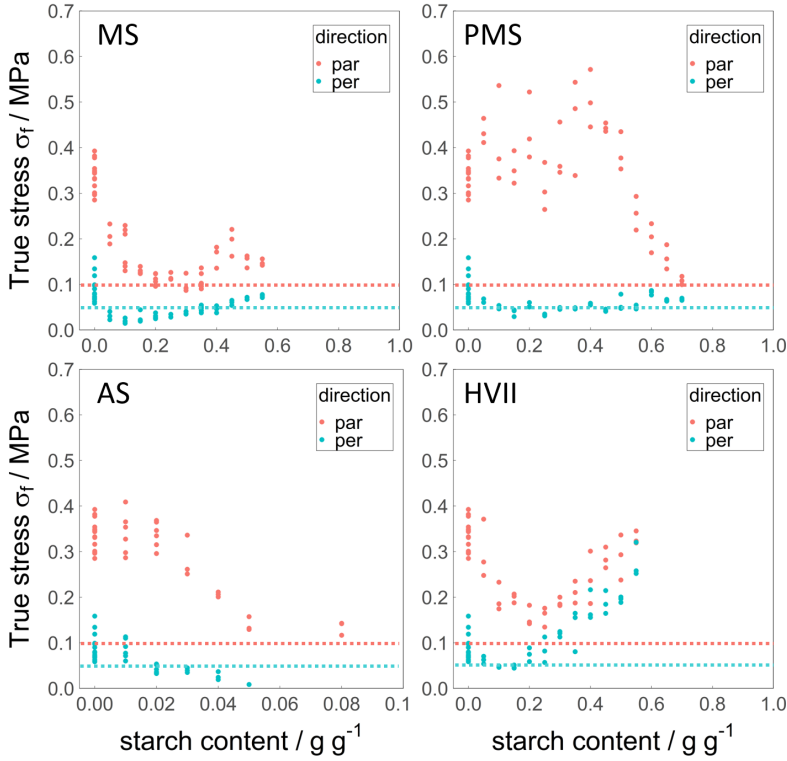 MS
direction
par
per
0.7
0.6
0.5
0.4
0.3
0.2
0.1
0.0
0.0 0.2 0.4 0.6 0.8 1.0
True stress σf / MPa
PMS
direction
par
per
0.7
0.6
0.5
0.4
0.3
0.2
0.1
0.0
0.0 0.2 0.4 0.6 0.8 1.0
AS
direction
par
per
0.7
0.6
0.5
0.4
0.3
0.2
0.1
0.0
0.00 0.02 0.04 0.06 0.08 0.1
True stress σf / MPa
starch content / g g⁻¹
HVII
direction
par
per
0.7
0.6
0.5
0.4
0.3
0.2
0.1
0.0
0.0 0.2 0.4 0.6 0.8 1.0
starch content / g g⁻¹